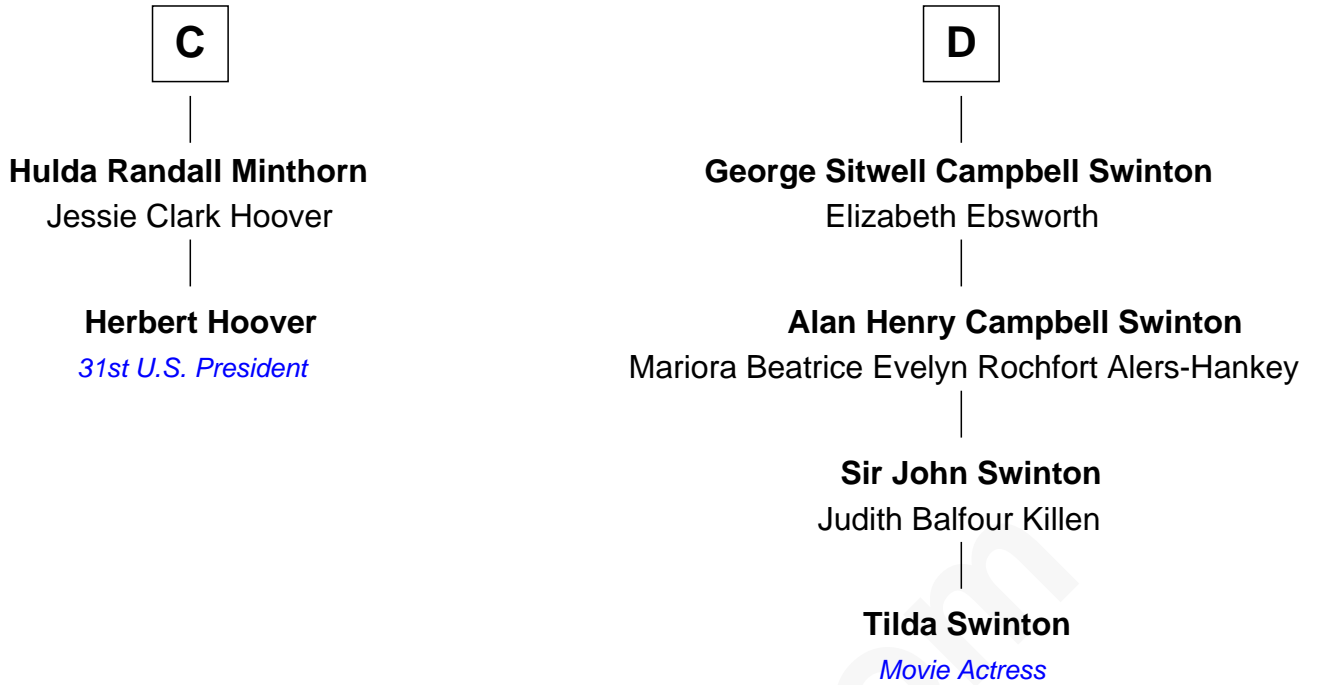 C
Hulda Randall Minthorn
Jessie Clark Hoover
Herbert Hoover
31st U.S. President
D
George Sitwell Campbell Swinton
Elizabeth Ebsworth
Alan Henry Campbell Swinton
Mariora Beatrice Evelyn Rochfort Alers-Hankey
Sir John Swinton
Judith Balfour Killen
Tilda Swinton
Movie Actress